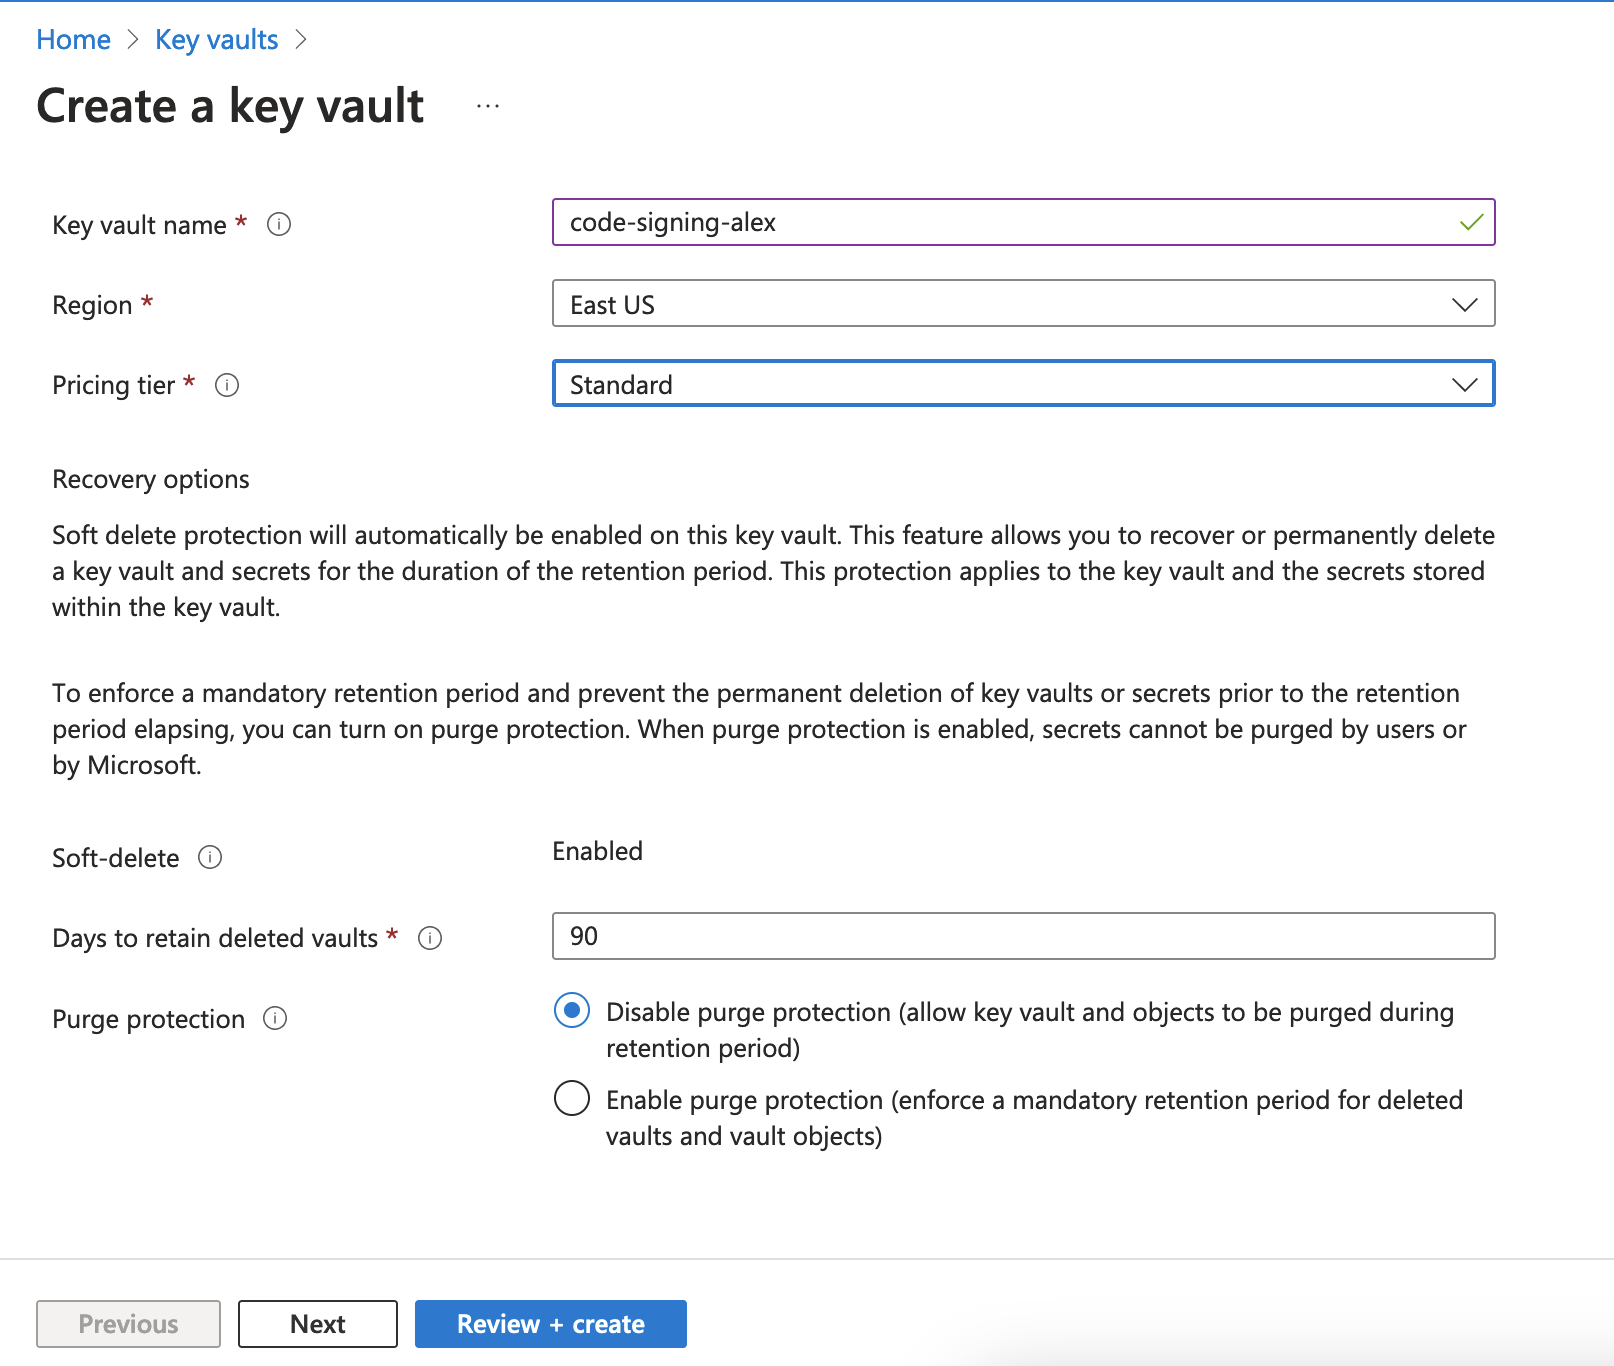 Home > Key vaults >
Create a key vault ...
Key vault name * code-signing-alex
Region * East US
Pricing tier * Standard
Recovery options
Soft delete protection will automatically be enabled on this key vault. This feature allows you to recover or permanently delete
a key vault and secrets for the duration of the retention period. This protection applies to the key vault and the secrets stored
within the key vault.
To enforce a mandatory retention period and prevent the permanent deletion of key vaults or secrets prior to the retention
period elapsing, you can turn on purge protection. When purge protection is enabled, secrets cannot be purged by users or
by Microsoft.
Soft-delete Enabled
Days to retain deleted vaults * 90
Purge protection Disable purge protection (allow key vault and objects to be purged during
retention period)
Enable purge protection (enforce a mandatory retention period for deleted
vaults and vault objects)
Previous Next Review + create